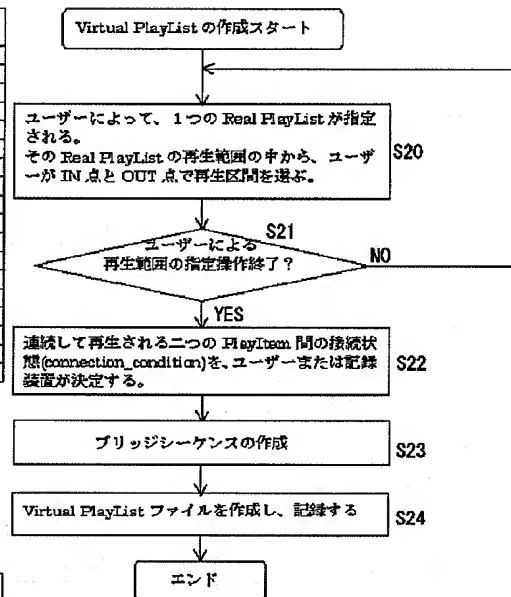 Virtual PlayList の作成スタート
ユーザーによって、１つの Real PlayList が指定
される。
その Real PlayList の再生範囲の中から、ユーザ
ーが IN 点と OUT 点で再生区間を選ぶ。
S20
S21
ユーザーによる
再生範囲の指定操作終了？
NO
YES
連続して再生される二つの PlayItem 間の接続状
態(connection_condition)を、ユーザーまたは記録
装置が決定する。
S22
ブリッジシーケンスの作成
S23
Virtual PlayList ファイルを作成し、記録する
S24
エンド